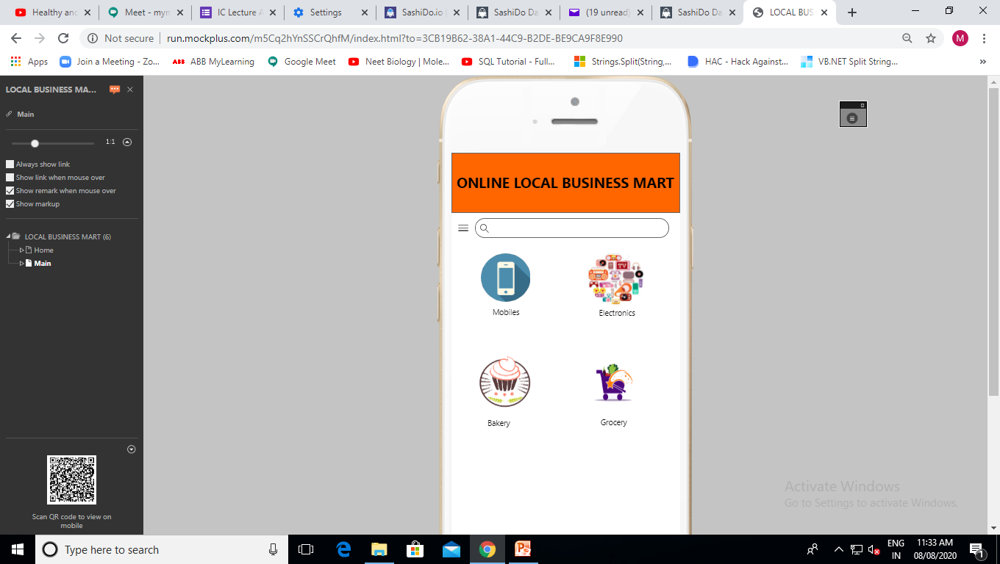 Healthy and
Meet - myn
IC Lecture A
Settings
SashiDo.io |
SashiDo Da
(19 unread)
SashiDo Da
LOCAL BUS
Not secure | run.mockplus.com/m5Cq2hYnSSCrQhfM/index.html?to=3CB19B62-38A1-44C9-B2DE-BE9CA9F8E990
M
Apps
Join a Meeting - Zo...
ABB ABB MyLearning
Google Meet
Neet Biology | Mole...
SQL Tutorial - Full...
Strings.Split(String,...
HAC - Hack Against...
VB.NET Split String...
»
LOCAL BUSINESS MA...
Main
1:1
Always show link
Show link when mouse over
Show remark when mouse over
Show markup
LOCAL BUSINESS MART (6)
Home
Main
Scan QR code to view on
mobile
ONLINE LOCAL BUSINESS MART
TV
Mobiles
Electronics
Bakery
Grocery
Activate Windows
Go to Settings to activate Windows.
Type here to search
ENG
IN
11:33 AM
08/08/2020
1